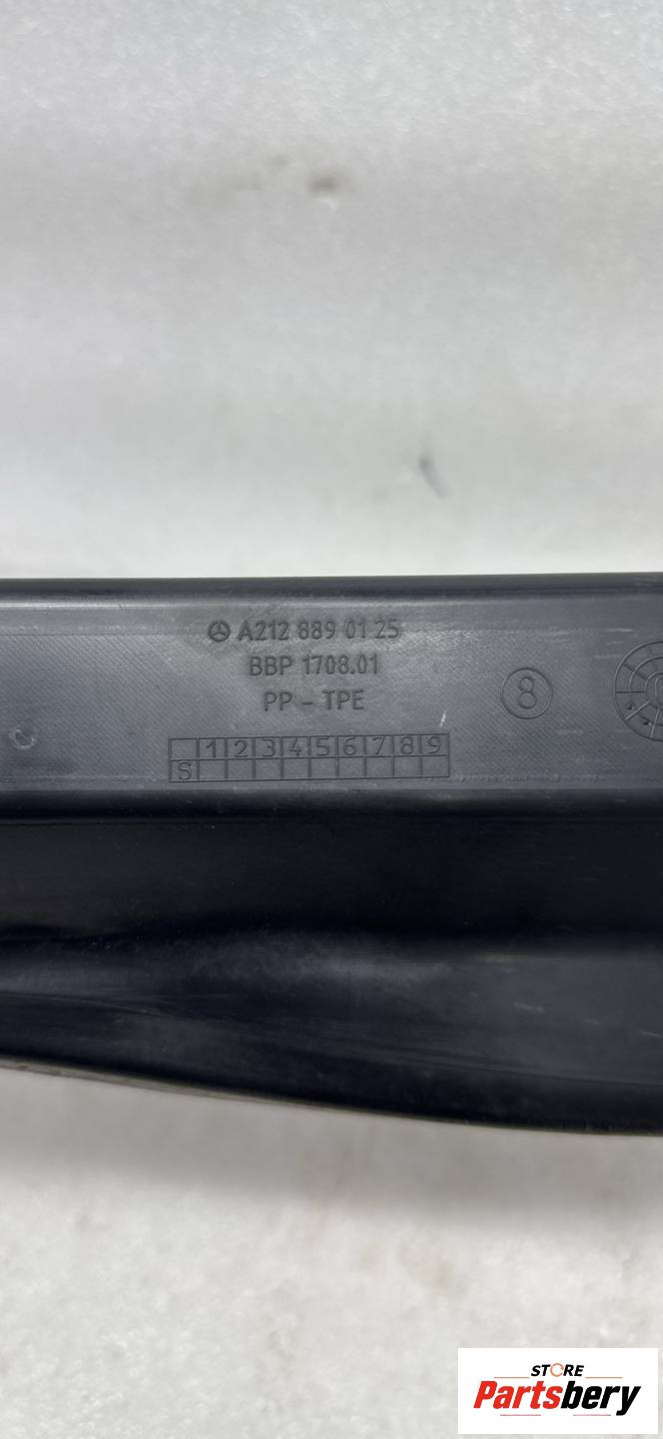 A212 889 01 25
BBP 1708.01
PP - TPE
8
1 2 3 4 5 6 7 8 9
S
STORE
Partsbery